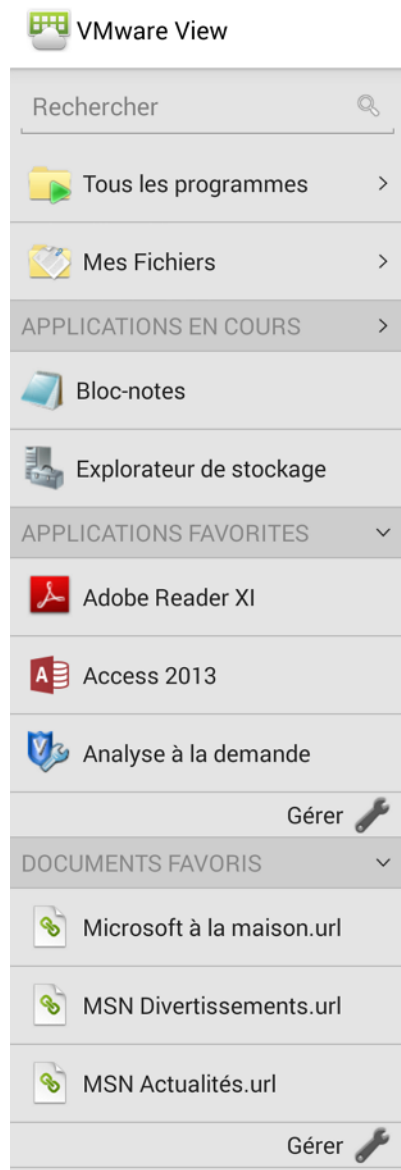 VMware View
Rechercher
Tous les programmes
Mes Fichiers
APPLICATIONS EN COURS
Bloc-notes
Explorateur de stockage
APPLICATIONS FAVORITES
Adobe Reader XI
Access 2013
Analyse à la demande
Gérer
DOCUMENTS FAVORIS
Microsoft à la maison.url
MSN Divertissements.url
MSN Actualités.url
Gérer